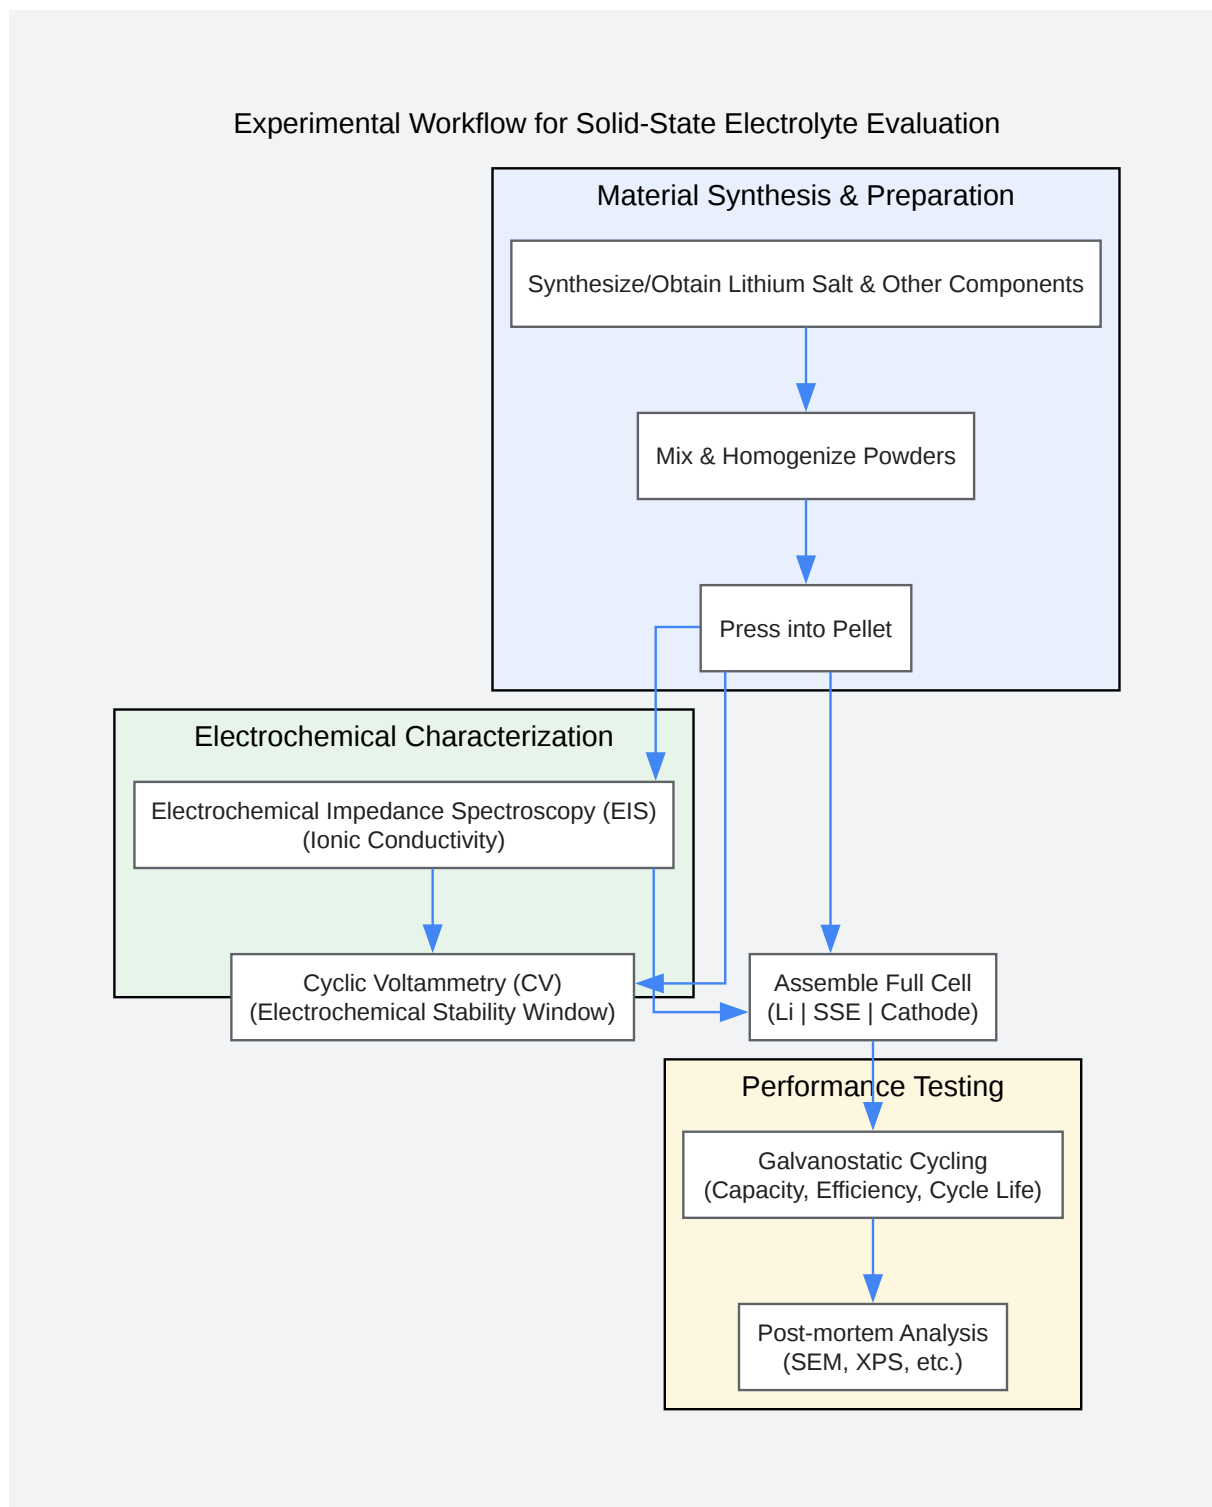 Experimental Workflow for Solid-State Electrolyte Evaluation
Material Synthesis & Preparation
Synthesize/Obtain Lithium Salt & Other Components
Mix & Homogenize Powders
Press into Pellet
Electrochemical Characterization
Electrochemical Impedance Spectroscopy (EIS)
(Ionic Conductivity)
Cyclic Voltammetry (CV)
(Electrochemical Stability Window)
Assemble Full Cell
(Li | SSE | Cathode)
Performance Testing
Galvanostatic Cycling
(Capacity, Efficiency, Cycle Life)
Post-mortem Analysis
(SEM, XPS, etc.)